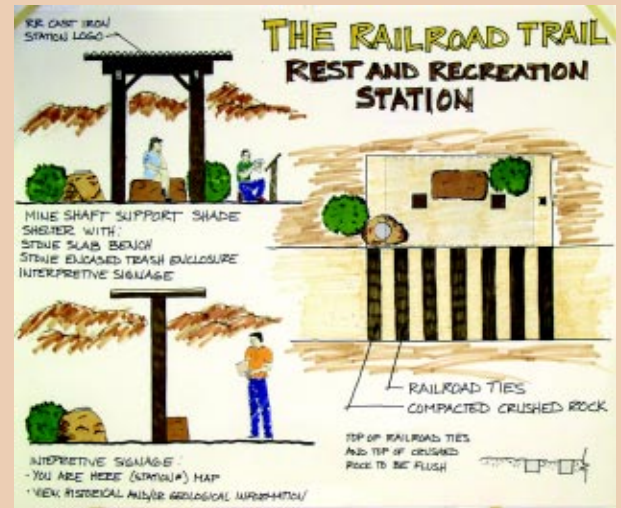 RR CAST IRON
STATION LOGO
THE RAILROAD TRAIL
REST AND RECREATION
STATION
MINE SHAFT SUPPORT SHADE
SHELTER WITH:
STONE SLAB BENCH
STONE ENCASED TRASH ENCLOSURE
INTERPRETIVE SIGNAGE
RAILROAD TIES
COMPACTED CRUSHED ROCK
TOP OF RAILROAD TIES
AND TOP OF CRUSHED
ROCK TO BE FLUSH
INTEPRETIVE SIGNAGE:
- YOU ARE HERE (STATION #) MAP
- VIEW, HISTORICAL AND/OR GEOLOGICAL INFORMATION